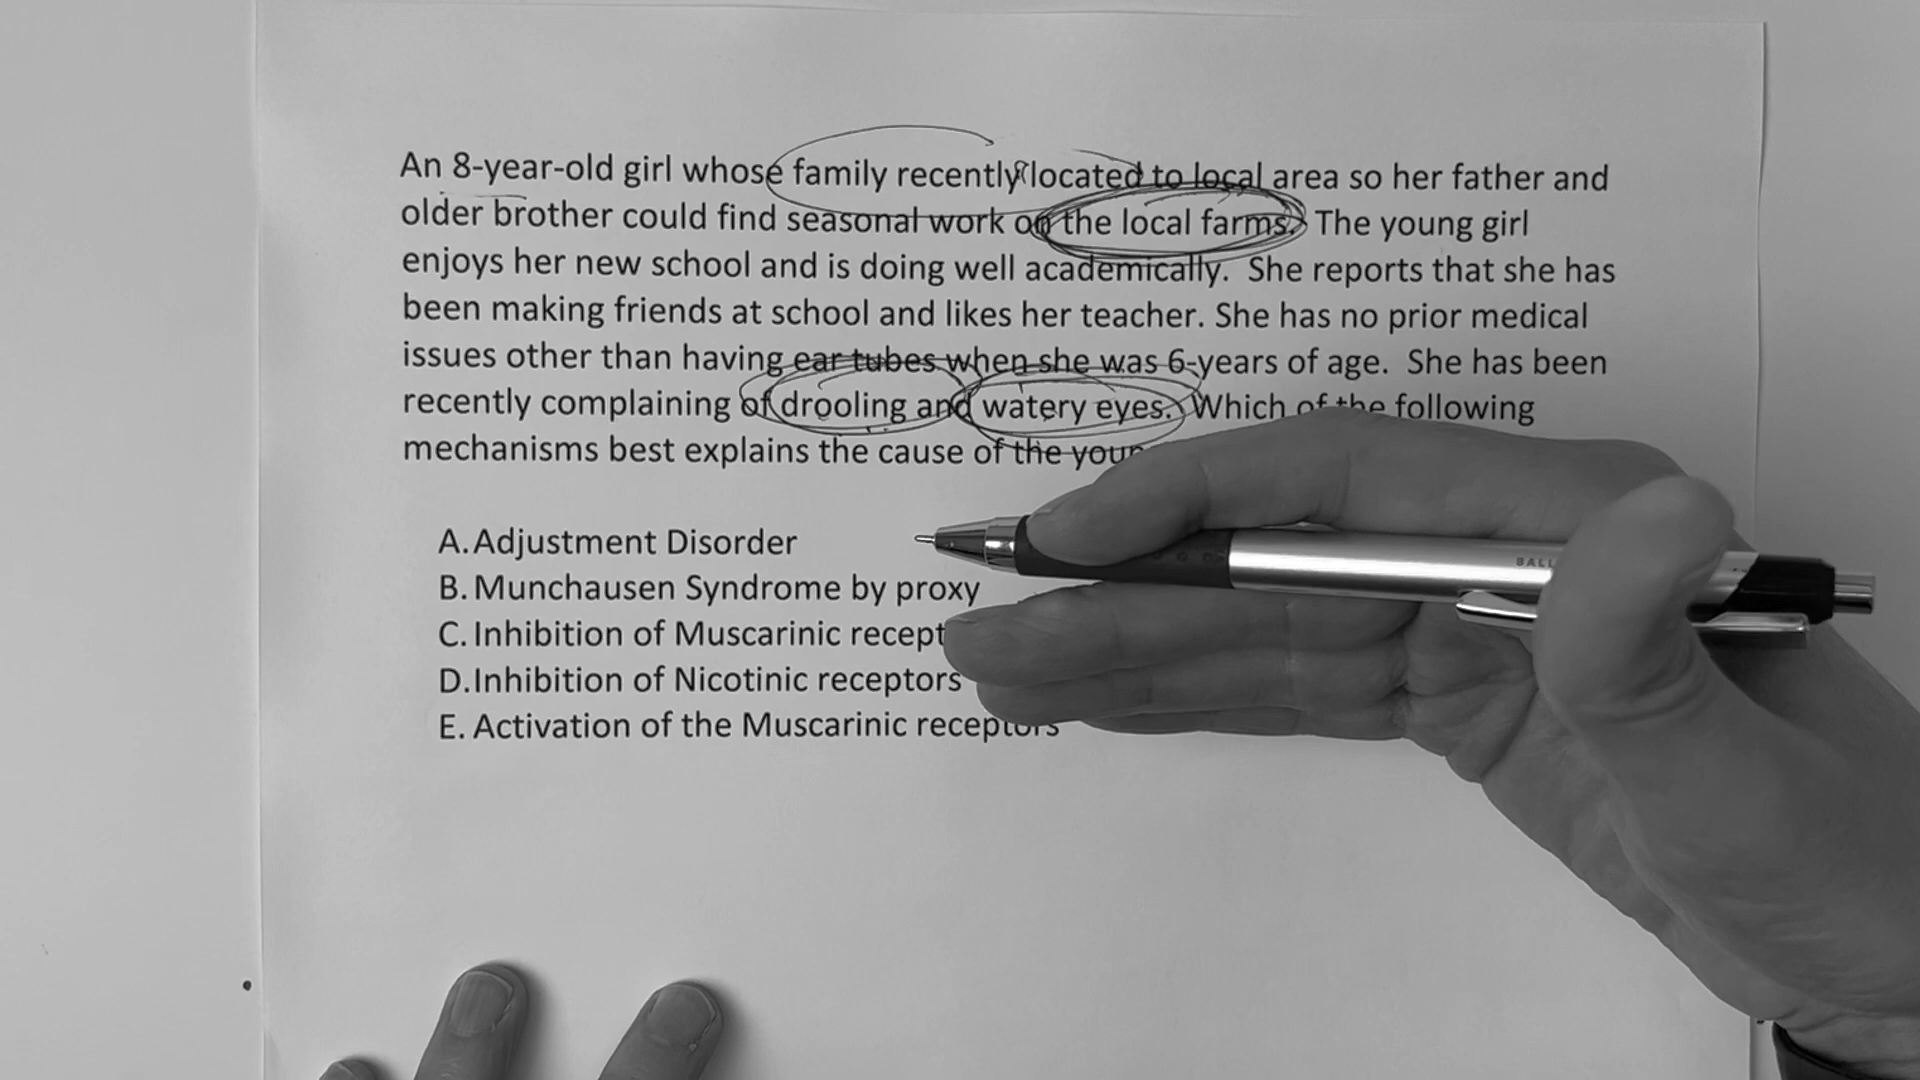 An 8-year-old girl whose family recently located to local area so her father and
older brother could find seasonal work on the local farms. The young girl
enjoys her new school and is doing well academically. She reports that she has
been making friends at school and likes her teacher. She has no prior medical
issues other than having ear tubes when she was 6-years of age. She has been
recently complaining of drooling and watery eyes. Which of the following
mechanisms best explains the cause of the
A. Adjustment Disorder
B. Munchausen Syndrome by proxy
C. Inhibition of Muscarinic
D. Inhibition of Nicotinic receptors
E. Activation of the Muscarinic receptors